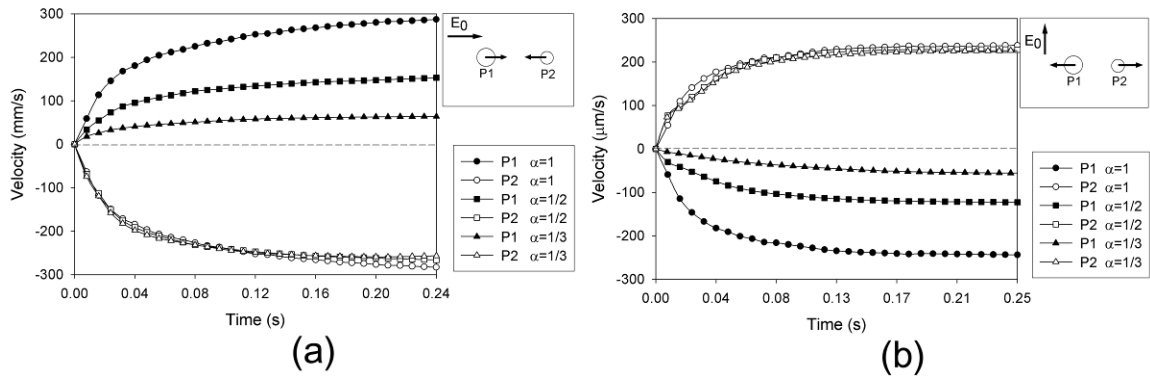 300
200
100
0
-100
-200
-300
Velocity (mm/s)
0.00 0.04 0.08 0.12 0.16 0.20 0.24
Time (s)
E0
P1 P2
P1 α=1
P2 α=1
P1 α=1/2
P2 α=1/2
P1 α=1/3
P2 α=1/3
(a)
300
200
100
0
-100
-200
-300
Velocity (μm/s)
0.00 0.04 0.08 0.13 0.17 0.21 0.25
Time (s)
E0
P1 P2
P1 α=1
P2 α=1
P1 α=1/2
P2 α=1/2
P1 α=1/3
P2 α=1/3
(b)